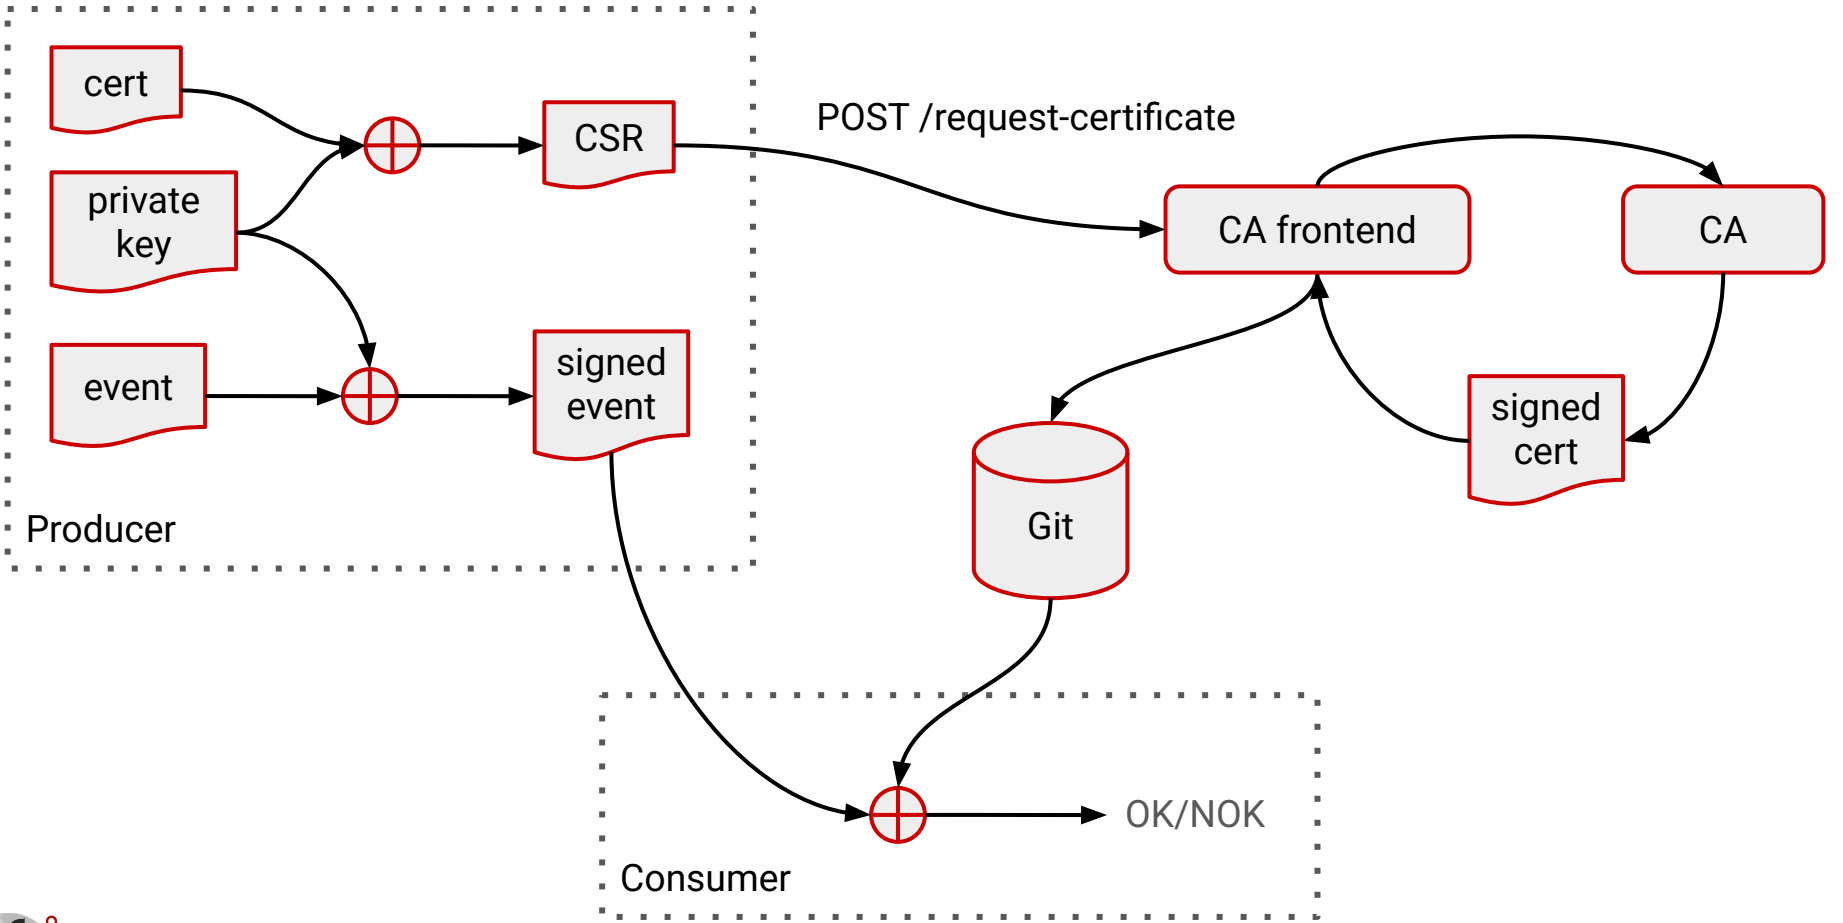 cert
CSR
POST /request-certificate
private
key
CA frontend
CA
event
signed
event
signed
cert
Producer
Git
OK/NOK
Consumer